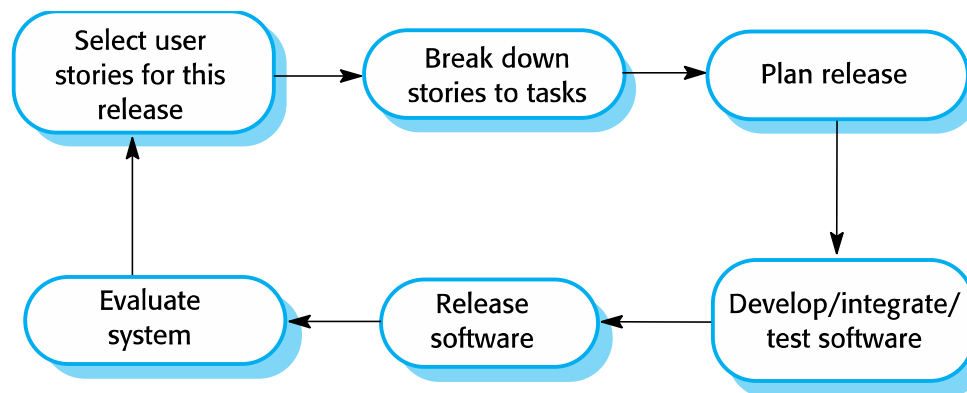 Select user
stories for this
release
Break down
stories to tasks
Plan release
Evaluate
system
Release
software
Develop/integrate/
test software